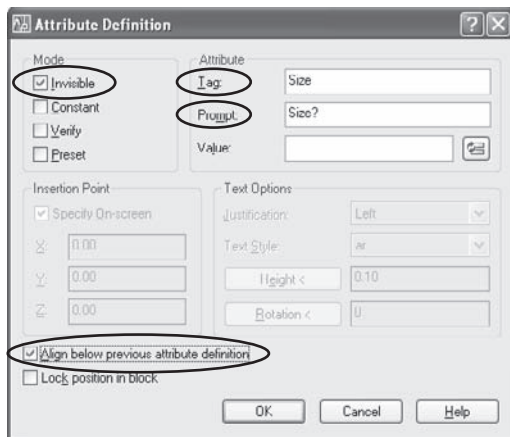 Attribute Definition
Mode
Invisible
Constant
Verify
Preset
Attribute
Tag: Size
Prompt: Size?
Value:
Insertion Point
Specify On-screen
X: 0.00
Y: 0.00
Z: 0.00
Text Options
Justification: Left
Text Style: ar
Height < 0.10
Rotation < 0
Align below previous attribute definition
Lock position in block
OK Cancel Help